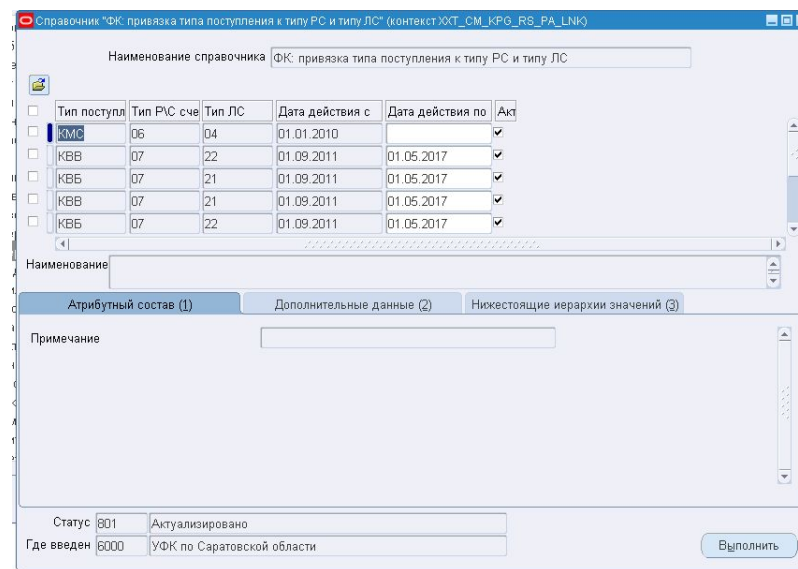 Справочник "ФК: привязка типа поступления к типу РС и типу ЛС" (контекст XXT_CM_KPG_RS_PA_LNK)
Наименование справочника ФК: привязка типа поступления к типу РС и типу ЛС
Тип поступл Тип Р\С сче Тип ЛС Дата действия с Дата действия по Акт
КМС 06 04 01.01.2010
КВВ 07 22 01.09.2011 01.05.2017
КВБ 07 21 01.09.2011 01.05.2017
КВВ 07 21 01.09.2011 01.05.2017
КВБ 07 22 01.09.2011 01.05.2017
Наименование
Атрибутный состав (1) Дополнительные данные (2) Нижестоящие иерархии значений (3)
Примечание
Статус 801 Актуализировано
Где введен 6000 УФК по Саратовской области
Выполнить